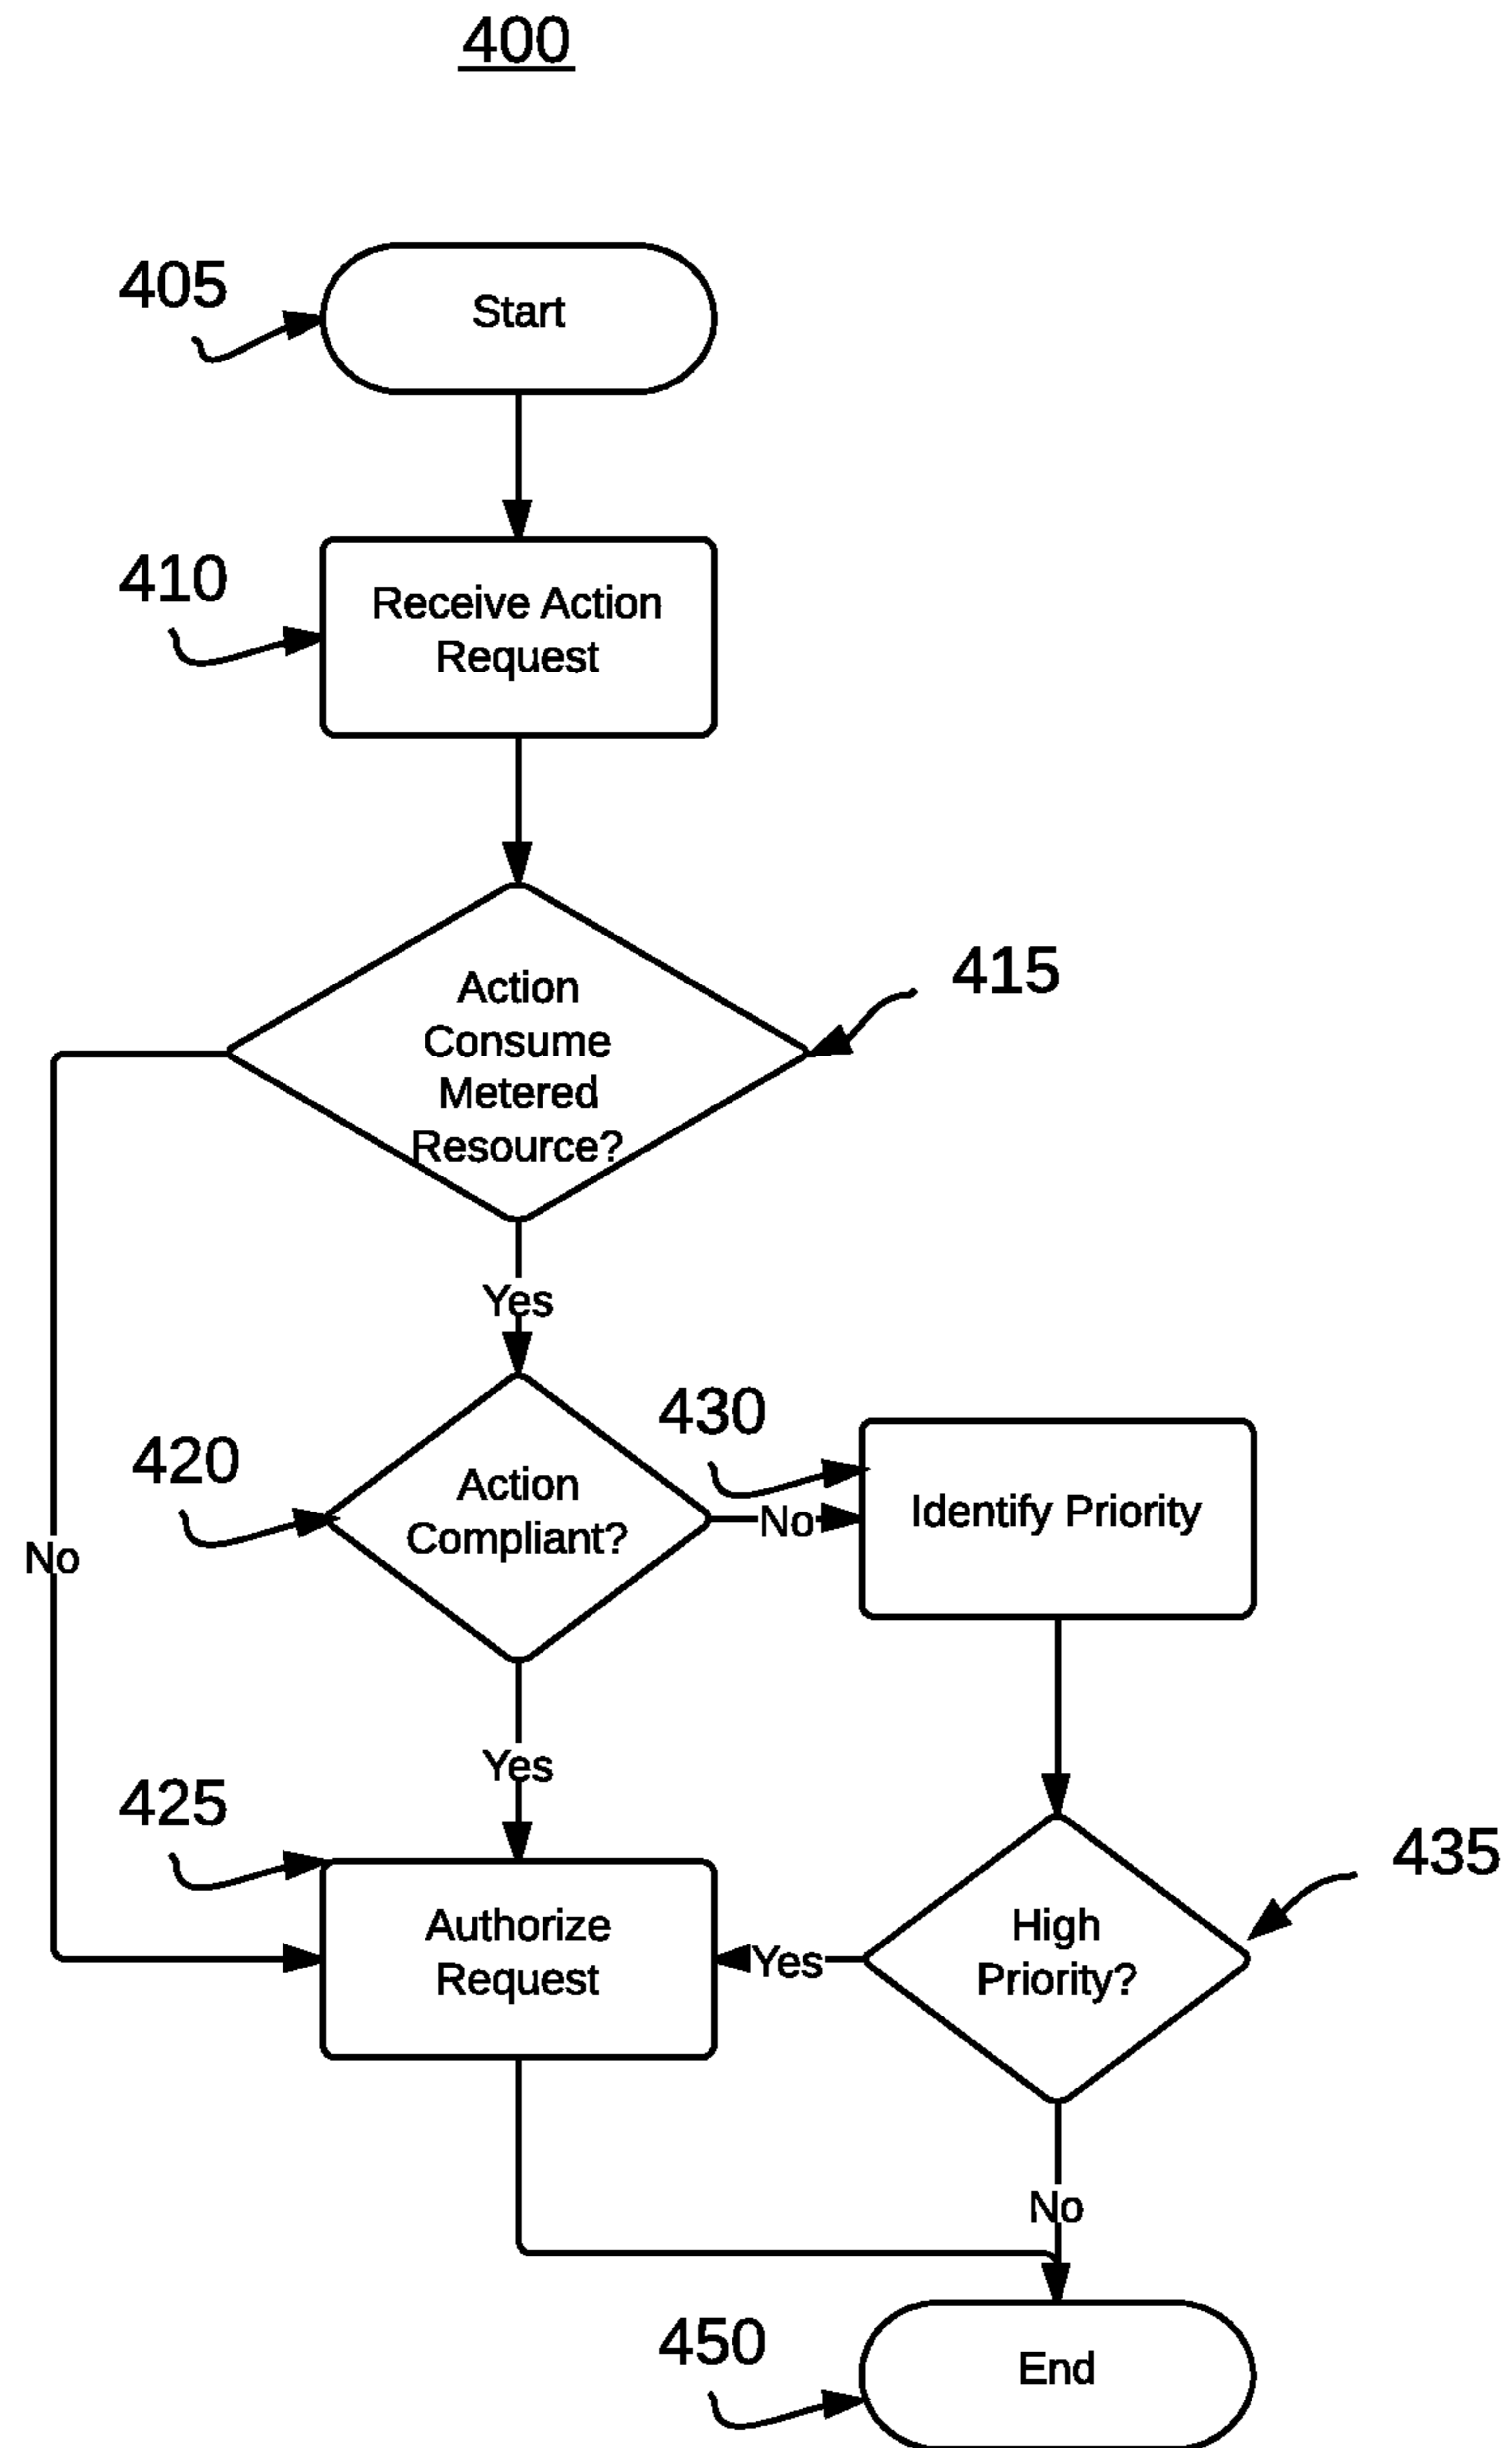 400
405
Start
410
Receive Action
Request
415
Action
Consume
Metered
Resource?
Yes
430
420
Action
Compliant?
No
Identify Priority
No
Yes
425
435
Authorize
Request
Yes
High
Priority?
No
450
End